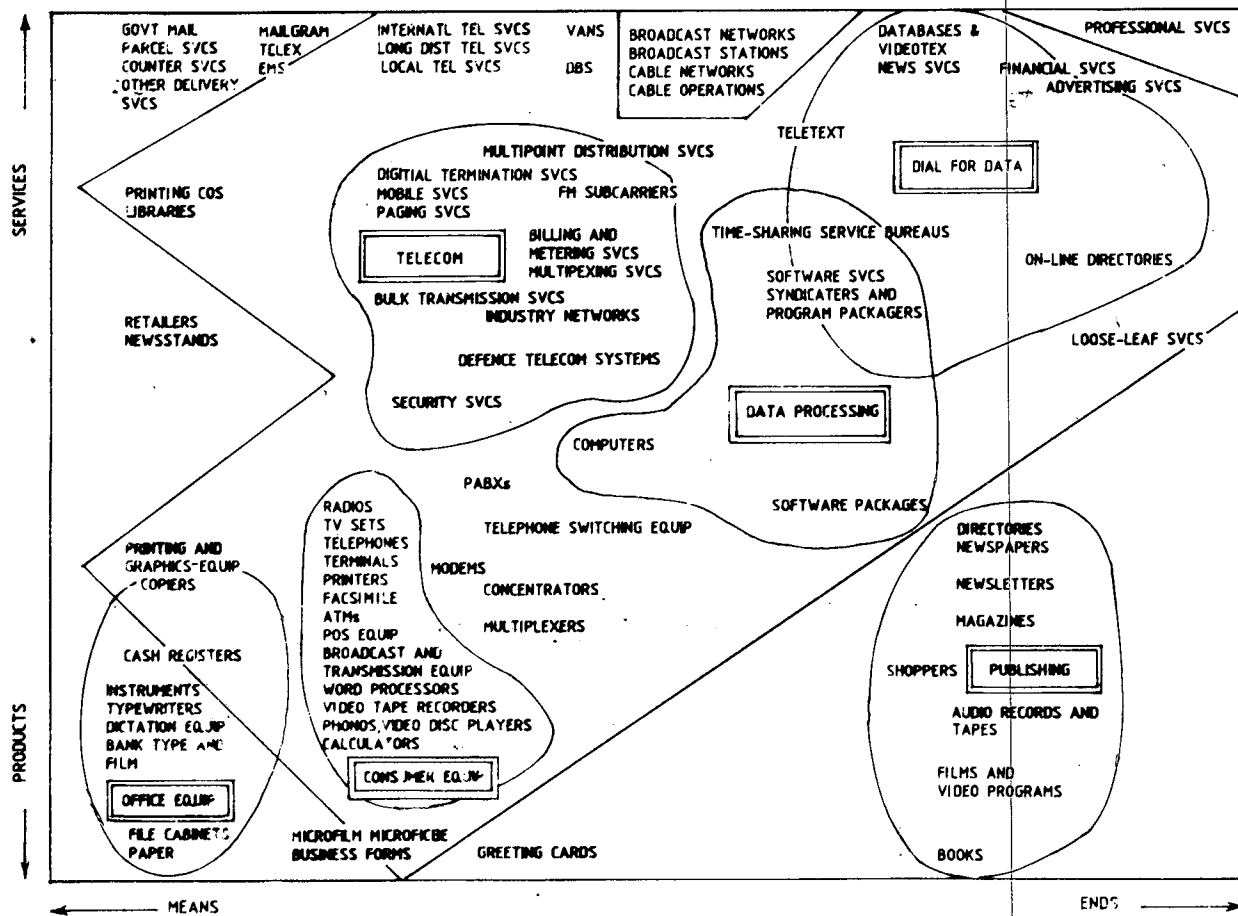 GOVT MAIL
PARCEL SVCS
COUNTER SVCS
OTHER DELIVERY
SVCS
MAILGRAM
TELEX
EMS
INTERNATL TEL SVCS
LONG DIST TEL SVCS
LOCAL TEL SVCS
VANS
DBS
BROADCAST NETWORKS
BROADCAST STATIONS
CABLE NETWORKS
CABLE OPERATIONS
DATABASES &
VIDEOTEX
NEWS SVCS
PROFESSIONAL SVCS
FINANCIAL SVCS
ADVERTISING SVCS
TELETEXT
DIAL FOR DATA
MULTIPOINT DISTRIBUTION SVCS
DIGITIAL TERMINATION SVCS
MOBILE SVCS
FM SUBCARRIERS
PAGING SVCS
PRINTING COS
LIBRARIES
TELECOM
BILLING AND
METERING SVCS
MULTIPEXING SVCS
TIME-SHARING SERVICE BUREAUS
ON-LINE DIRECTORIES
SOFTWARE SVCS
SYNDICATERS AND
PROGRAM PACKAGERS
BULK TRANSMISSION SVCS
INDUSTRY NETWORKS
RETAILERS
NEWSSTANDS
LOOSE-LEAF SVCS
DEFENCE TELECOM SYSTEMS
SECURITY SVCS
DATA PROCESSING
COMPUTERS
PABXs
SOFTWARE PACKAGES
TELEPHONE SWITCHING EQUIP
RADIOS
TV SETS
TELEPHONES
TERMINALS
PRINTERS
FACSIMILE
ATMs
POS EQUIP
BROADCAST AND
TRANSMISSION EQUIP
WORD PROCESSORS
VIDEO TAPE RECORDERS
PHONOS, VIDEO DISC PLAYERS
CALCULATORS
CONSUMER EQUIP
MODEMS
CONCENTRATORS
MULTIPLEXERS
PRINTING AND
GRAPHICS-EQUIP
COPIERS
CASH REGISTERS
INSTRUMENTS
TYPEWRITERS
DICTATION EQUIP
BANK TYPE AND
FILM
OFFICE EQUIP
FILE CABINETS
PAPER
MICROFILM MICROFICBE
BUSINESS FORMS
GREETING CARDS
DIRECTORIES
NEWSPAPERS
NEWSLETTERS
MAGAZINES
SHOPPERS
PUBLISHING
AUDIO RECORDS AND
TAPES
FILMS AND
VIDEO PROGRAMS
BOOKS
SERVICES
PRODUCTS
MEANS
ENDS